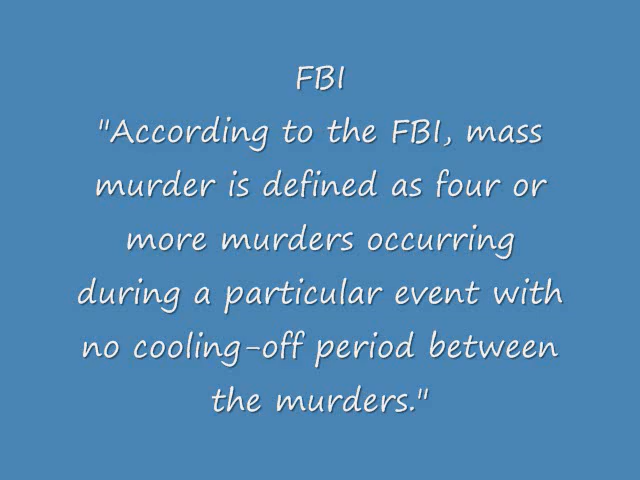 FBI
"According to the FBI, mass
murder is defined as four or
more murders occurring
during a particular event with
no cooling-off period between
the murders."